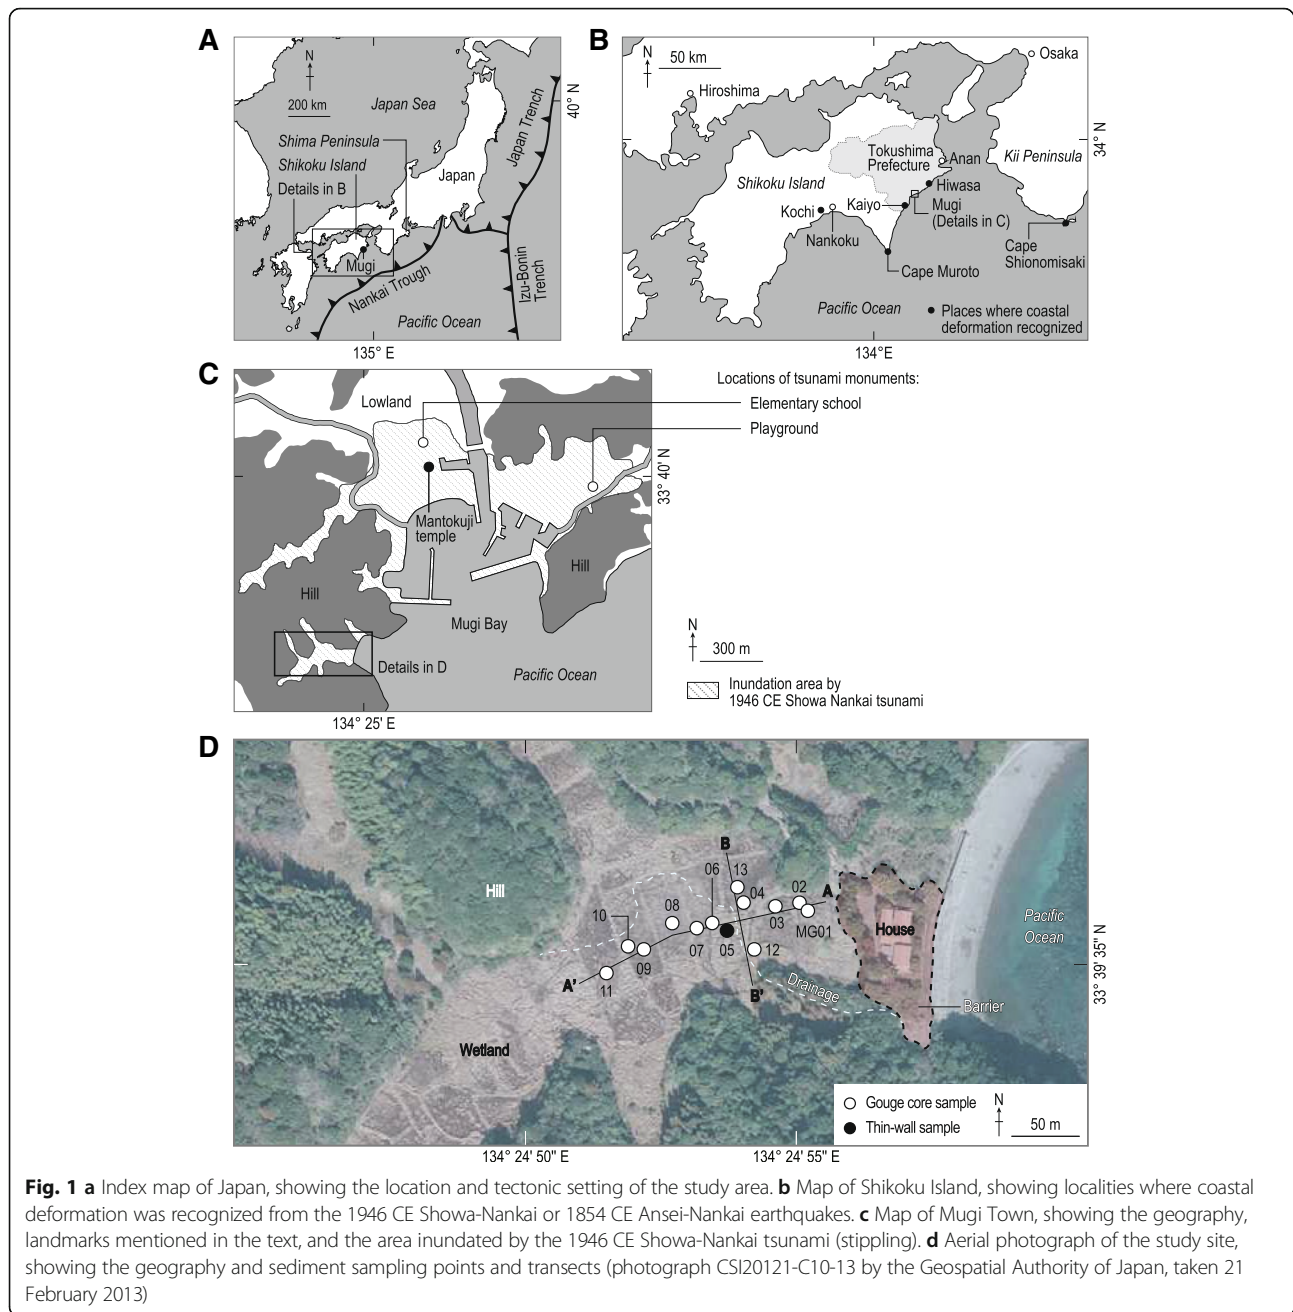 A
N
200 km
Japan Sea
40° N
Japan Trench
Shima Peninsula
Shikoku Island
Details in B
Japan
Mugi
Nankai Trough
Izu-Bonin
Trench
Pacific Ocean
135° E
B
N
50 km
Osaka
Hiroshima
34° N
Tokushima
Prefecture
Anan
Kii Peninsula
Shikoku Island
Hiwasa
Kochi
Kaiyo
Mugi
(Details in C)
Nankoku
Cape
Shionomisaki
Cape Muroto
Pacific Ocean
Places where coastal
deformation recognized
134°E
C
Locations of tsunami monuments:
Lowland
Elementary school
Playground
33° 40' N
Mantokuji
temple
Hill
Hill
Mugi Bay
N
300 m
Details in D
Pacific Ocean
Inundation area by
1946 CE Showa Nankai tsunami
134° 25' E
D
B
06
13
Hill
08
04
02
A
10
03
MG01
House
Pacific
Ocean
07
05
12
09
A'
11
B'
Drainage
33° 39' 35" N
Barrier
Wetland
Gouge core sample
N
Thin-wall sample
50 m
134° 24' 50" E
134° 24' 55" E
Fig. 1 a Index map of Japan, showing the location and tectonic setting of the study area. b Map of Shikoku Island, showing localities where coastal
deformation was recognized from the 1946 CE Showa-Nankai or 1854 CE Ansei-Nankai earthquakes. c Map of Mugi Town, showing the geography,
landmarks mentioned in the text, and the area inundated by the 1946 CE Showa-Nankai tsunami (stippling). d Aerial photograph of the study site,
showing the geography and sediment sampling points and transects (photograph CSI20121-C10-13 by the Geospatial Authority of Japan, taken 21
February 2013)